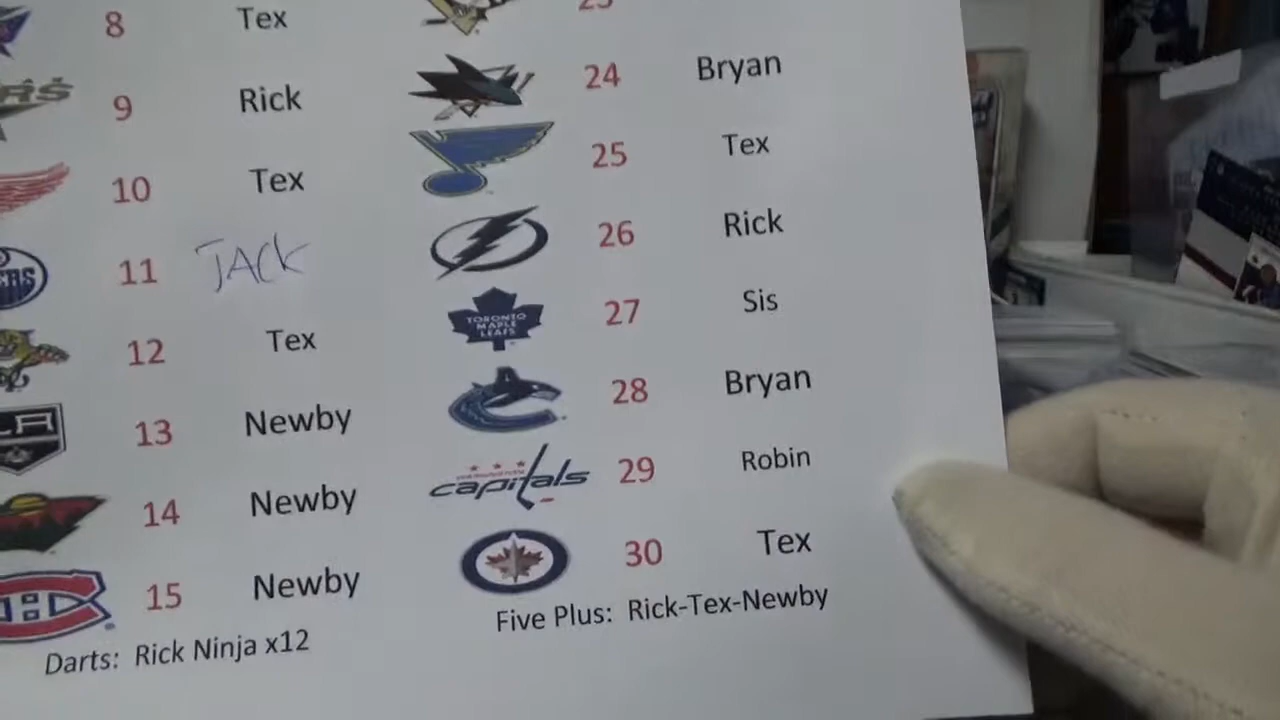 8 Tex
9 Rick
10 Tex
11 JACK
12 Tex
13 Newby
14 Newby
15 Newby
Darts: Rick Ninja x12
24 Bryan
25 Tex
26 Rick
TORONTO
MAPLE
LEAFS
27 Sis
28 Bryan
capitals
29 Robin
30 Tex
Five Plus: Rick-Tex-Newby